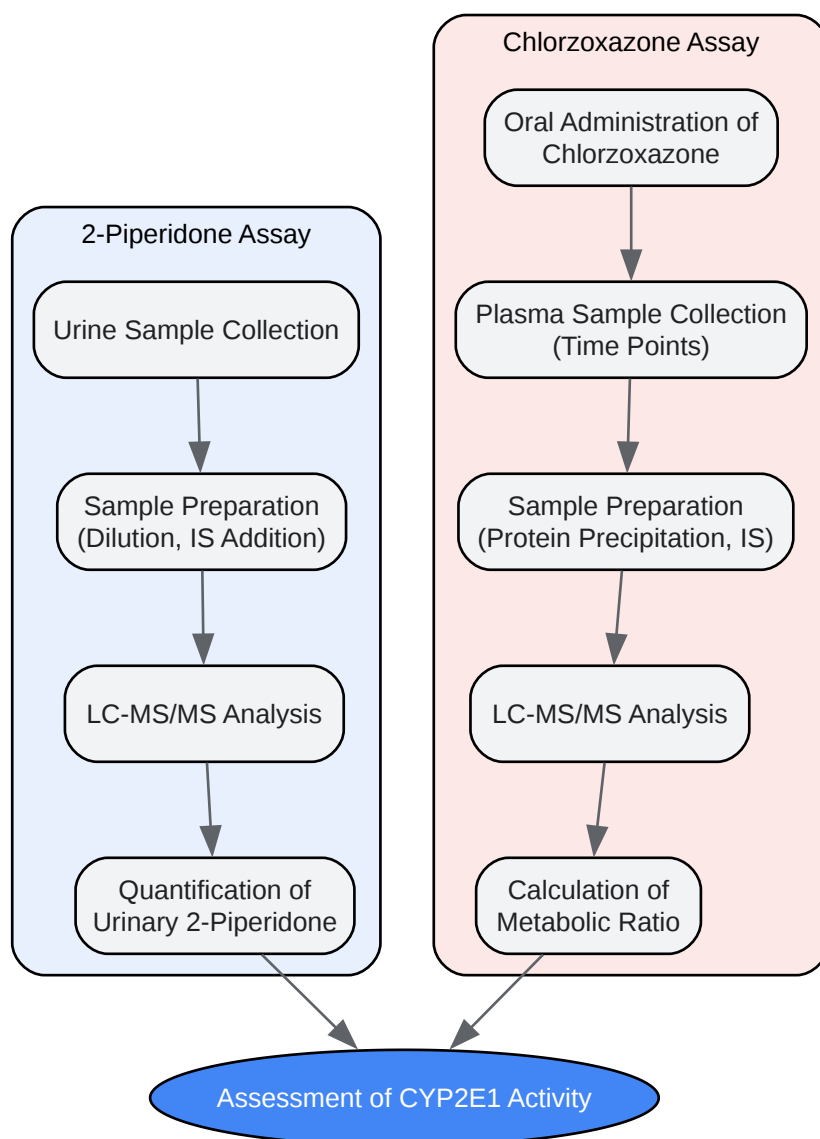 2-Piperidone Assay
Urine Sample Collection
Sample Preparation
(Dilution, IS Addition)
LC-MS/MS Analysis
Quantification of
Urinary 2-Piperidone
Chlorzoxazone Assay
Oral Administration of
Chlorzoxazone
Plasma Sample Collection
(Time Points)
Sample Preparation
(Protein Precipitation, IS)
LC-MS/MS Analysis
Calculation of
Metabolic Ratio
Assessment of CYP2E1 Activity